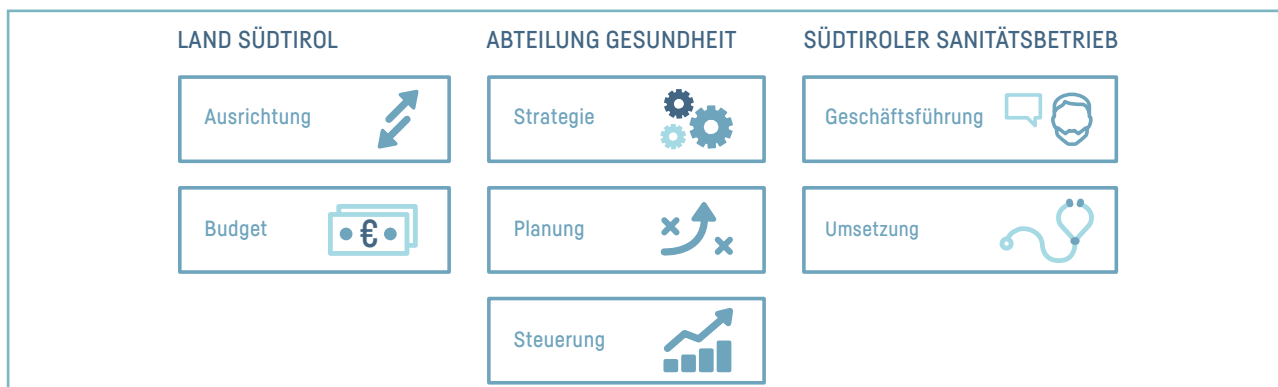 LAND SÜDTIROL
Ausrichtung
Budget
€
ABTEILUNG GESUNDHEIT
Strategie
Planung
Steuerung
SÜDTIROLER SANITÄTSBETRIEB
Geschäftsführung
Umsetzung